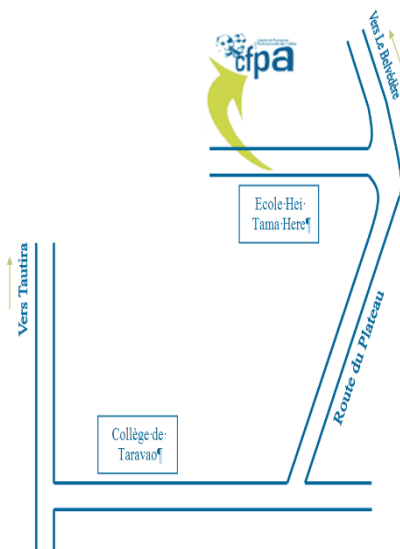 cfpa
Vers Le Belvédère
Ecole·Hei·
Tama·Here¶
Vers Tautira
Route du Plateau
Collège·de·
Taravao¶